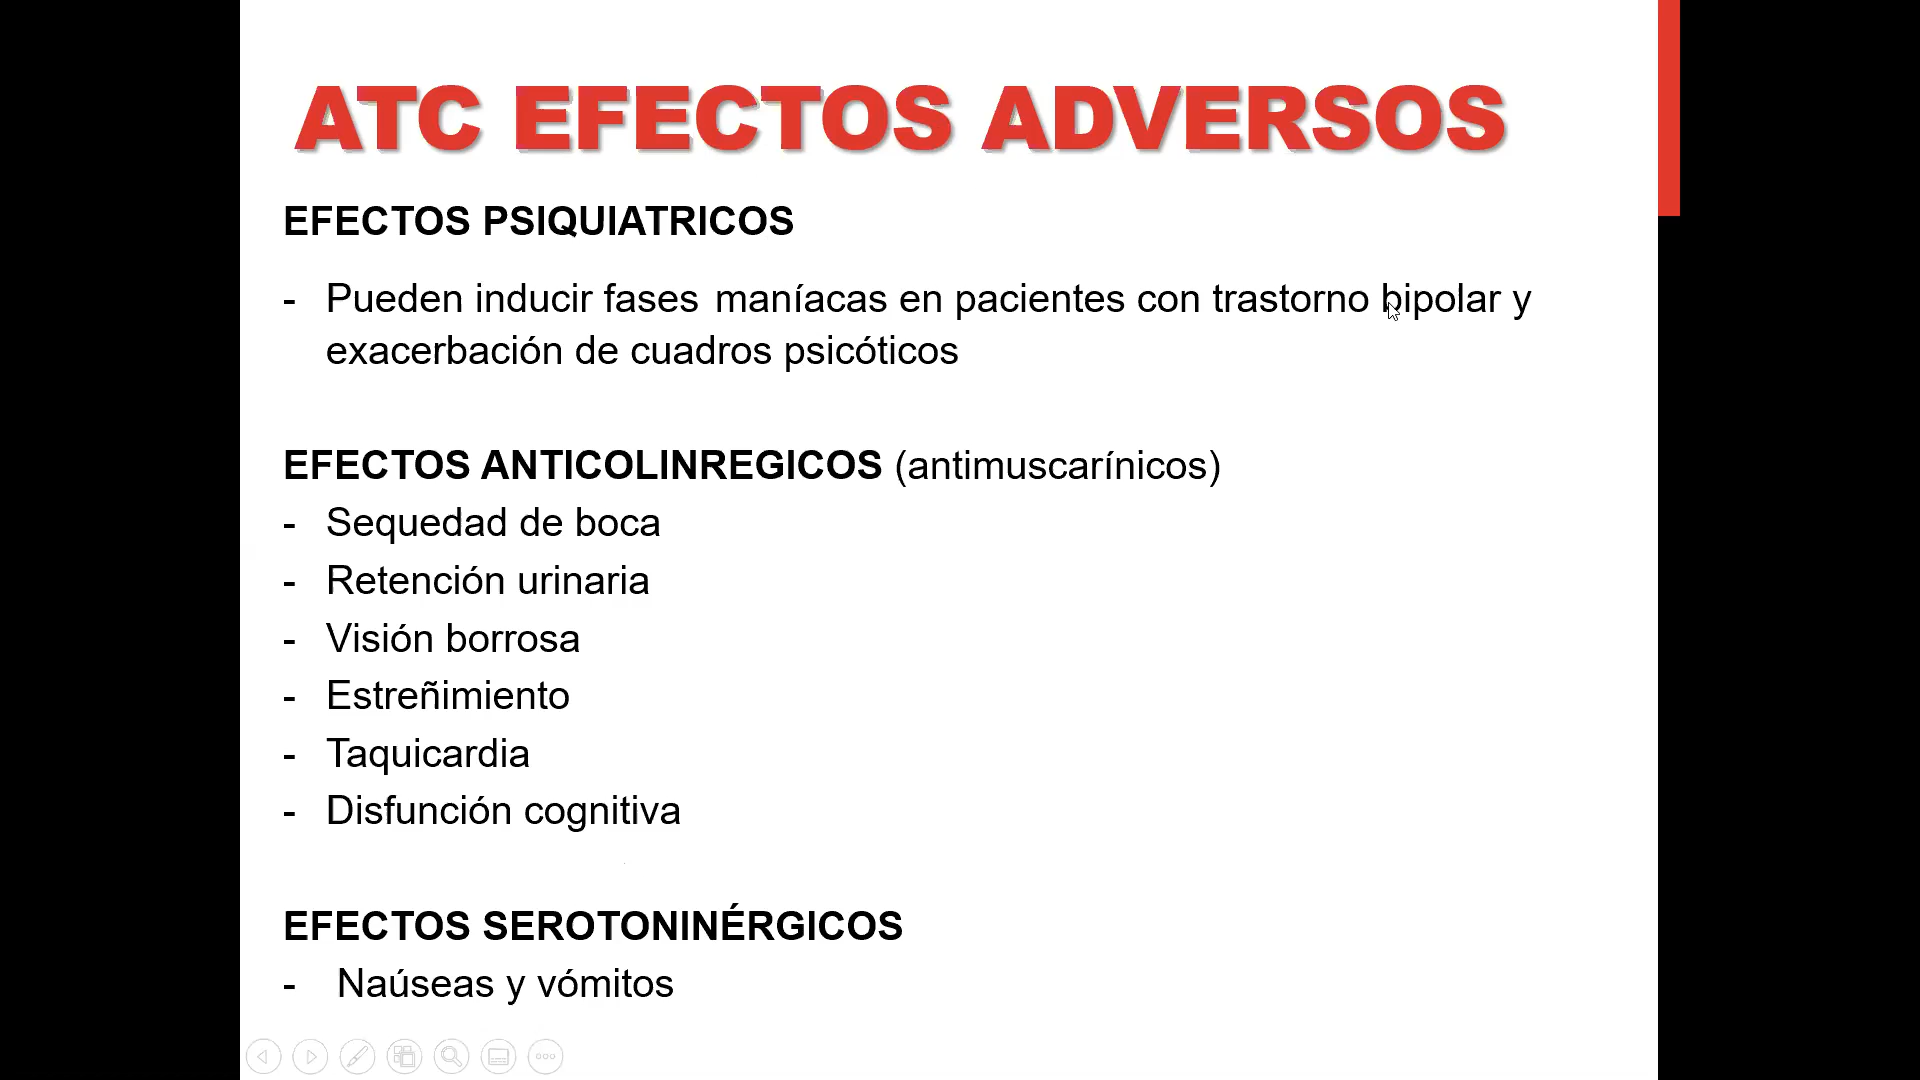 ATC EFECTOS ADVERSOS
EFECTOS PSIQUIATRICOS
- Pueden inducir fases maníacas en pacientes con trastorno bipolar y
exacerbación de cuadros psicóticos
EFECTOS ANTICOLINREGICOS (antimuscarínicos)
- Sequedad de boca
- Retención urinaria
- Visión borrosa
- Estreñimiento
- Taquicardia
- Disfunción cognitiva
EFECTOS SEROTONINÉRGICOS
- Naúseas y vómitos